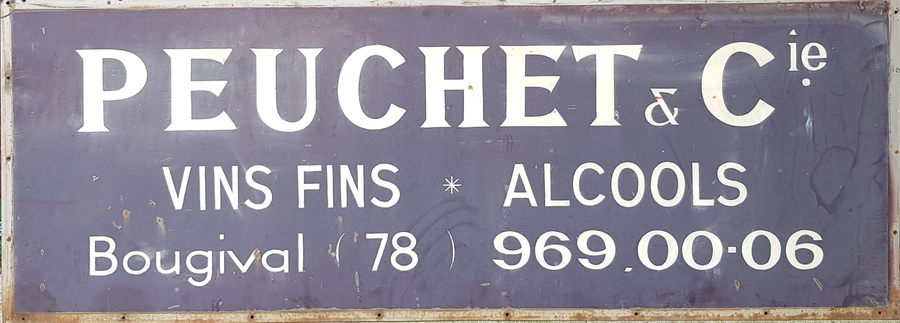 PEUCHET & Cie
VINS FINS * ALCOOLS
Bougival (78) 969.00-06